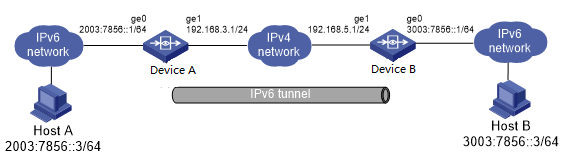 ge0
ge1
ge1
ge0
IPv6
network
2003:7856::1/64
192.168.3.1/24
IPv4
network
192.168.5.1/24
3003:7856::1/64
IPv6
network
Device A
Device B
IPv6 tunnel
Host A
2003:7856::3/64
Host B
3003:7856::3/64